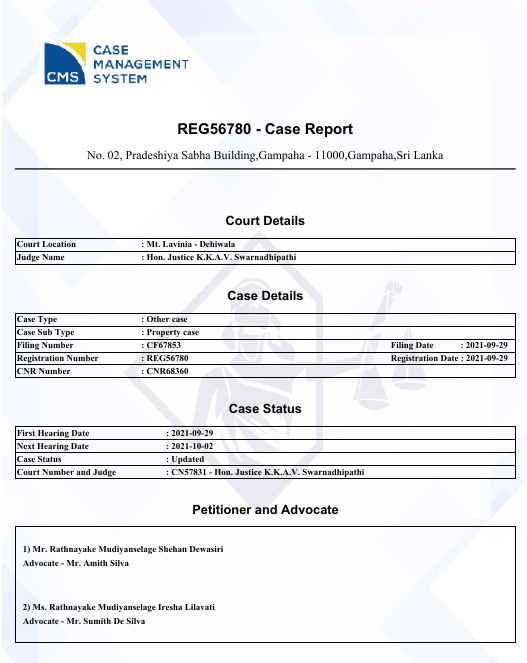 CASE
MANAGEMENT
CMS SYSTEM
REG56780 - Case Report
No. 02, Pradeshiya Sabha Building,Gampaha - 11000,Gampaha,Sri Lanka
Court Details
Court Location : Mt. Lavinia - Dehiwala
Judge Name : Hon. Justice K.K.A.V. Swarnadhipathi
Case Details
Case Type : Other case
Case Sub Type : Property case
Filing Number : CF67853 Filing Date : 2021-09-29
Registration Number : REG56780 Registration Date : 2021-09-29
CNR Number : CNR68360
Case Status
First Hearing Date : 2021-09-29
Next Hearing Date : 2021-10-02
Case Status : Updated
Court Number and Judge : CN57831 - Hon. Justice K.K.A.V. Swarnadhipathi
Petitioner and Advocate
1) Mr. Rathnayake Mudiyanselage Shehan Dewasiri
Advocate - Mr. Amith Silva
2) Ms. Rathnayake Mudiyanselage Iresha Lilavati
Advocate - Mr. Sumith De Silva